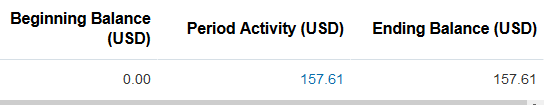 Beginning Balance (USD) Period Activity (USD) Ending Balance (USD)
0.00 157.61 157.61